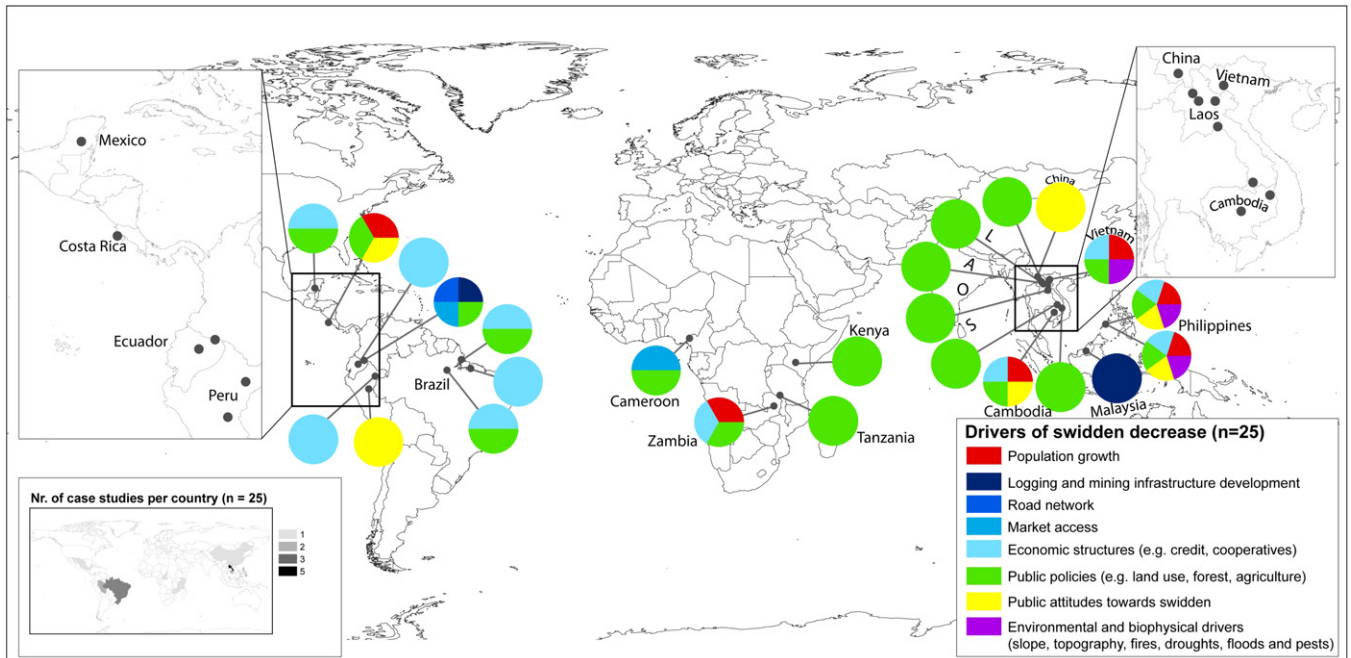 Mexico
Costa Rica
Ecuador
Peru
Brazil
Cameroon
Zambia
Kenya
Tanzania
China
L
A
O
S
Vietnam
Cambodia
Malaysia
Philippines
China
Vietnam
Laos
Cambodia
Nr. of case studies per country (n = 25)
1
2
3
5
Drivers of swidden decrease (n=25)
Population growth
Logging and mining infrastructure development
Road network
Market access
Economic structures (e.g. credit, cooperatives)
Public policies (e.g. land use, forest, agriculture)
Public attitudes towards swidden
Environmental and biophysical drivers
(slope, topography, fires, droughts, floods and pests)